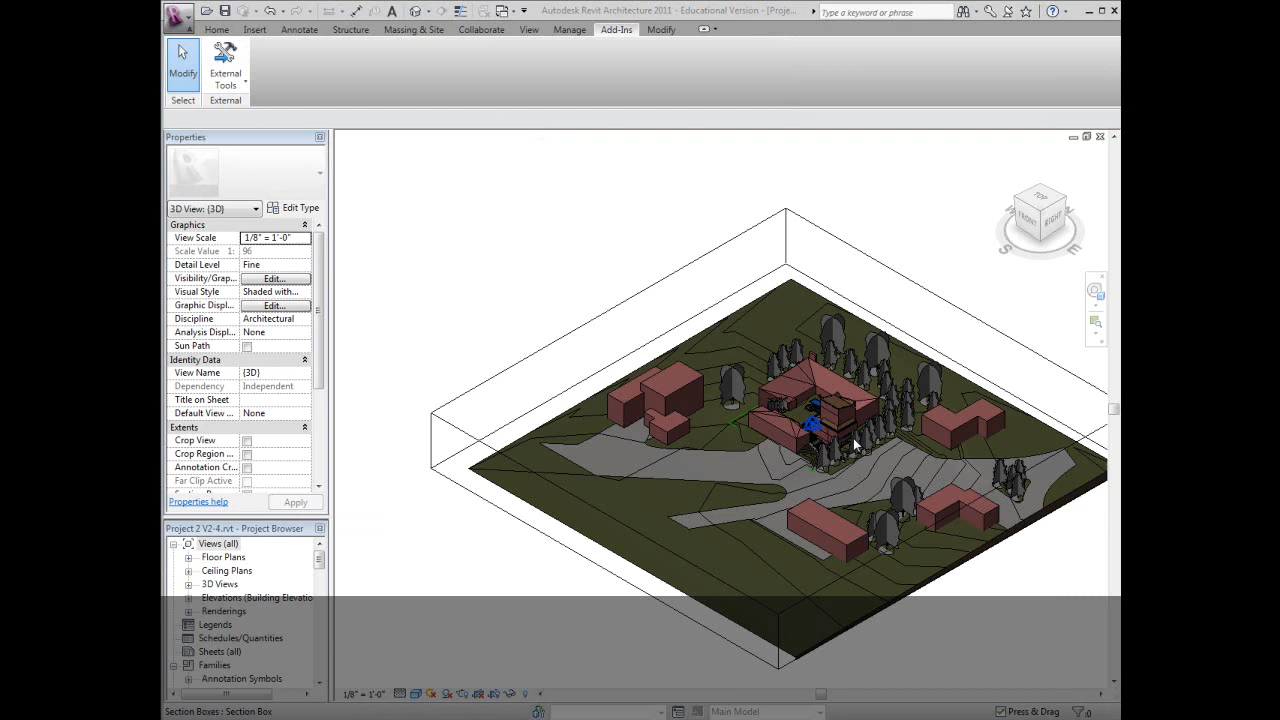 Autodesk Revit Architecture 2011 - Educational Version - [Proje...
Type a keyword or phrase
Home Insert Annotate Structure Massing & Site Collaborate View Manage Add-Ins Modify
Modify
External
Tools
Select External
Properties
3D View: {3D} Edit Type
Graphics
View Scale 1/8" = 1'-0"
Scale Value 1: 96
Detail Level Fine
Visibility/Grap... Edit...
Visual Style Shaded with...
Graphic Displ... Edit...
Discipline Architectural
Analysis Displ... None
Sun Path
Identity Data
View Name {3D}
Dependency Independent
Title on Sheet
Default View ... None
Extents
Crop View
Crop Region ...
Annotation Cr...
Far Clip Active
Properties help Apply
Project 2 V2-4.rvt - Project Browser
Views (all)
Floor Plans
Ceiling Plans
3D Views
Elevations (Building Elevatio
Renderings
Legends
Schedules/Quantities
Sheets (all)
Families
Annotation Symbols
TOP
FRONT RIGHT
S E
1/8" = 1'-0"
Section Boxes : Section Box Main Model Press & Drag :0